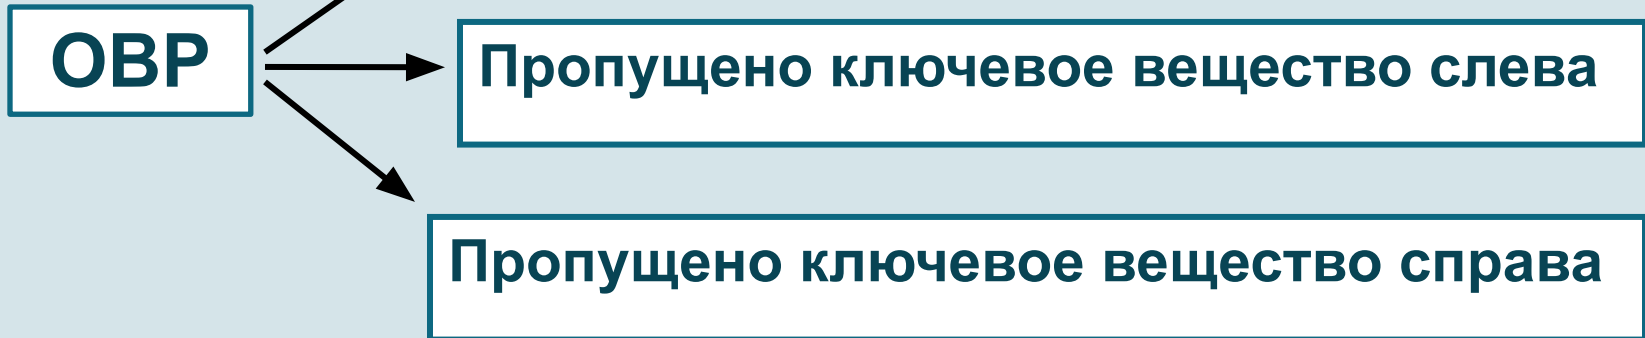 ОВР
Пропущено ключевое вещество слева
Пропущено ключевое вещество справа